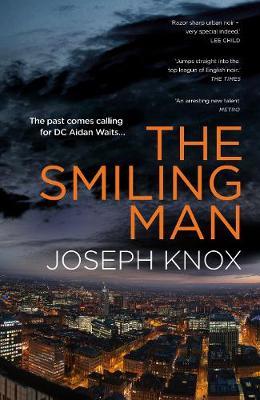 'Razor sharp urban noir –
very special indeed.'
LEE CHILD
'Jumps straight into the
top league of English noir.'
THE TIMES
'An arresting new talent'
METRO
The past comes calling
for DC Aidan Waits...
THE
SMILING
MAN
JOSEPH KNOX